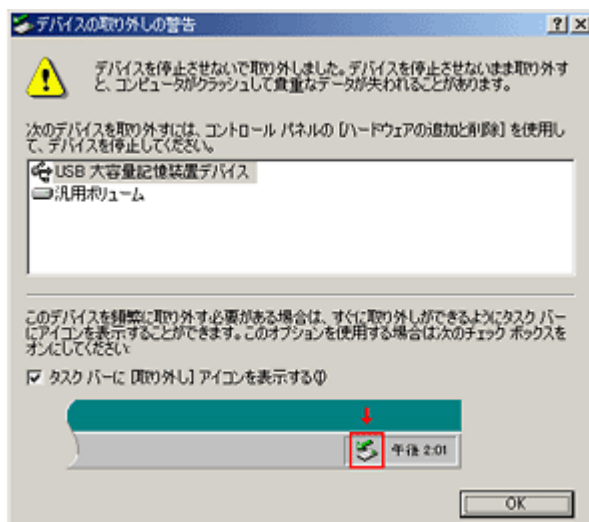 デバイスの取り外しの警告
デバイスを停止させないで取り外しました。デバイスを停止させないまま取り外す
と、コンピュータがクラッシュして貴重なデータが失われることがあります。
次のデバイスを取り外すには、コントロール パネルの [ハードウェアの追加と削除] を使用し
て、デバイスを停止してください。
USB 大容量記憶装置デバイス
汎用ボリューム
このデバイスを頻繁に取り外す必要がある場合は、すぐに取り外しができるようにタスク バー
にアイコンを表示することができます。このオプションを使用する場合は次のチェック ボックスを
オンにしてください:
タスク バーに [取り外し] アイコンを表示する(I)
午後 2:01
OK